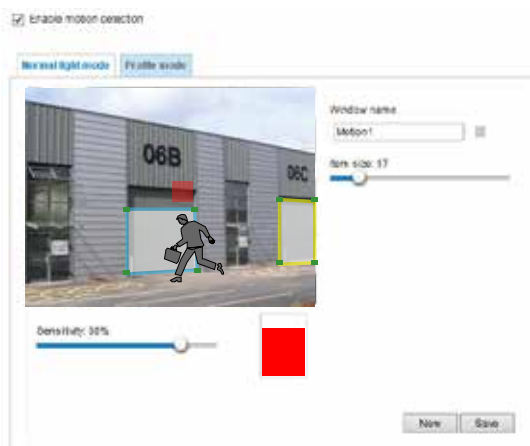 Enable motion detection
Normal light mode
Profile mode
Window name
Motion1
Item size: 17
06B
06C
Sensitivity: 80%
New
Save